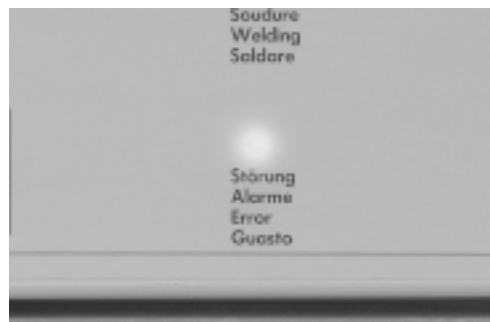 Soudure
Welding
Saldare
Störung
Alarme
Error
Guasto